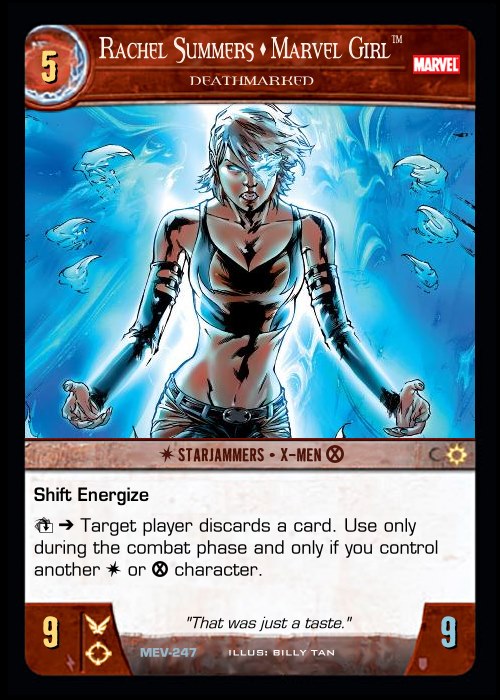 5
RACHEL SUMMERS • MARVEL GIRL™
MARVEL
DEATHMARKED
STARJAMMERS • X-MEN
Shift Energize
➔ Target player discards a card. Use only
during the combat phase and only if you control
another ✶ or Ⓧ character.
"That was just a taste."
9
9
MEV-247 ILLUS: BILLY TAN